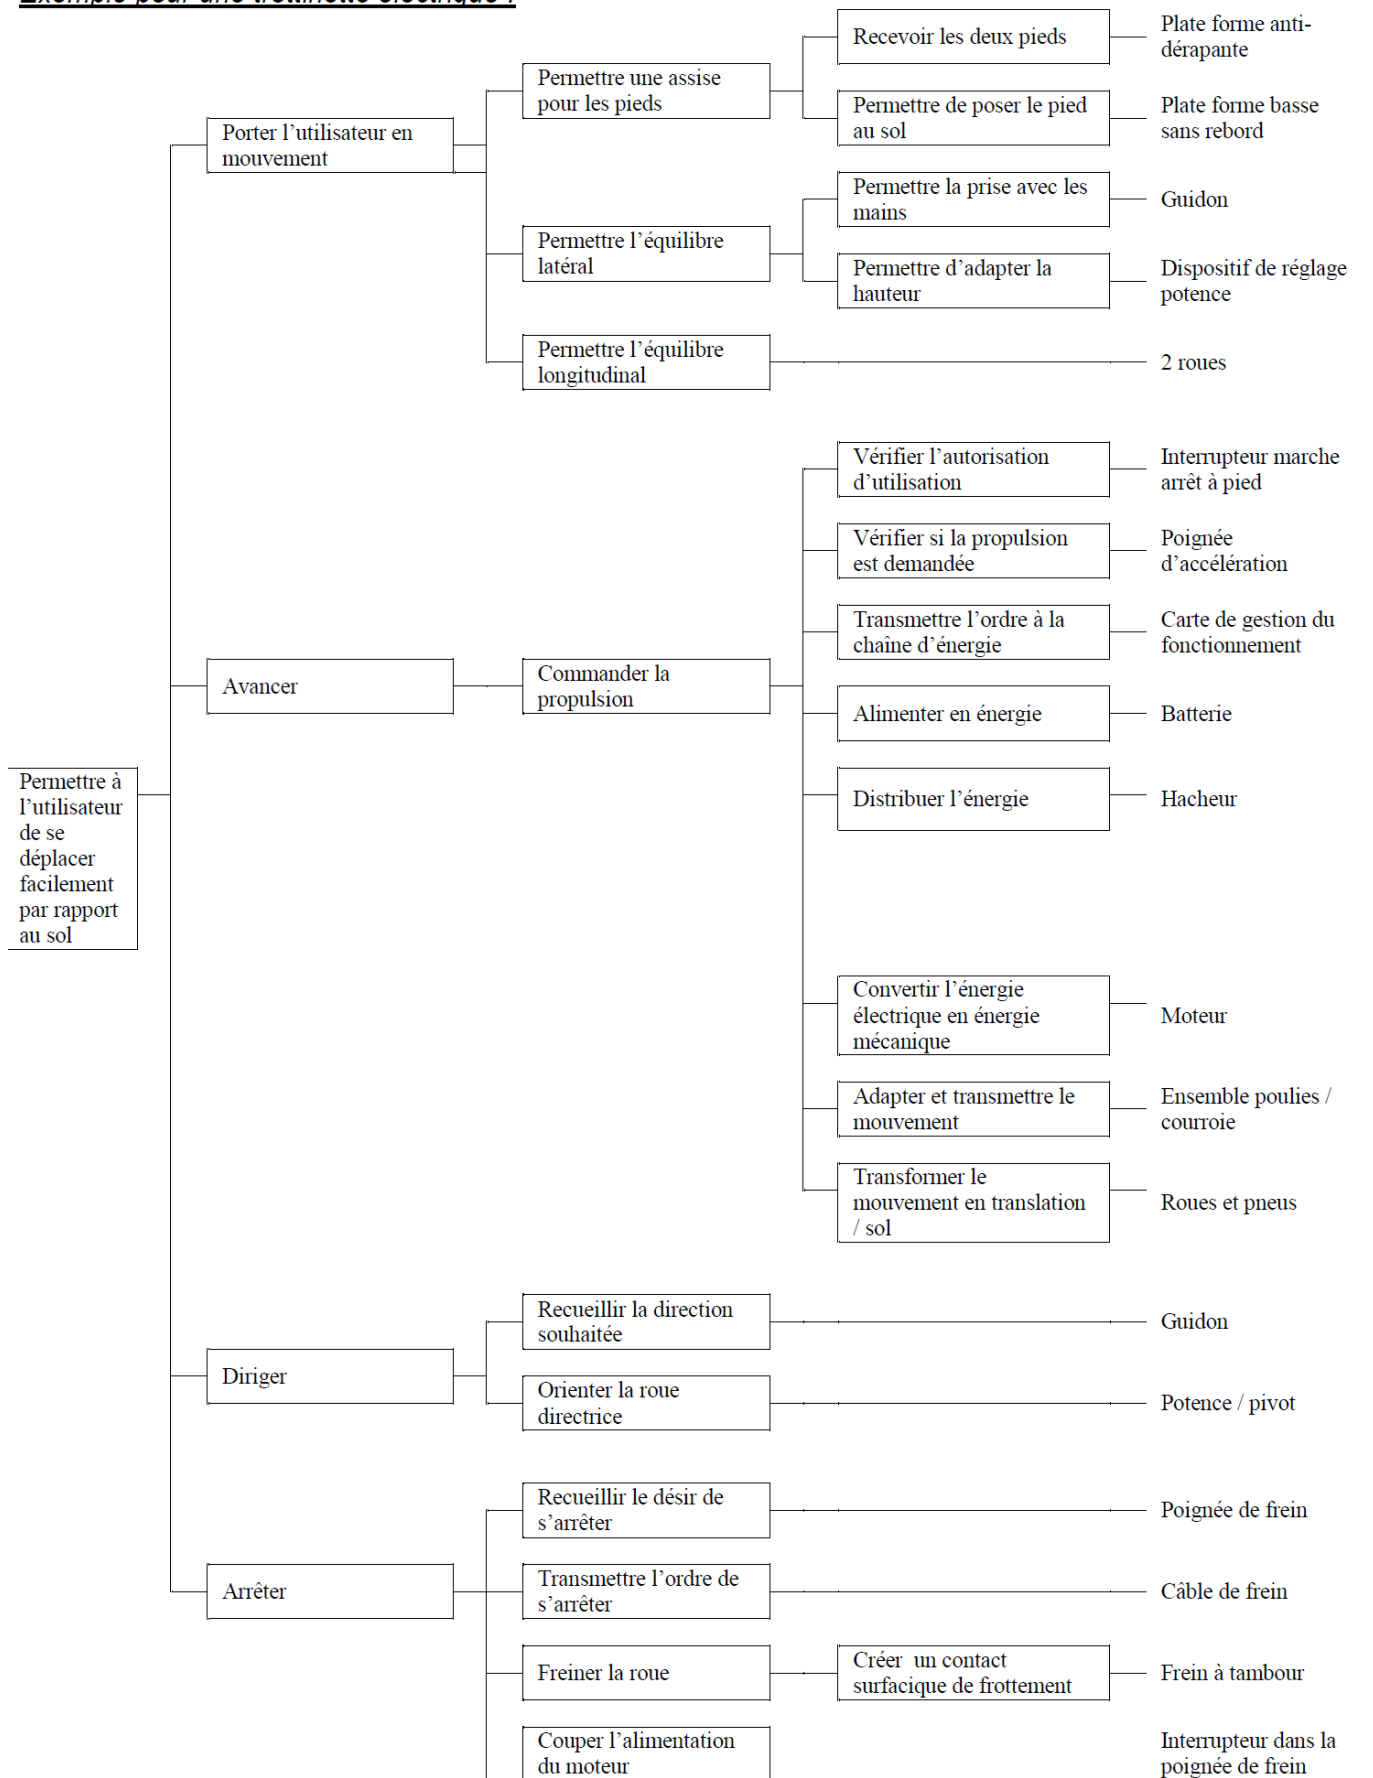 Exemple pour une trottinette électrique :
Recevoir les deux pieds
Plate forme anti-
dérapante
Permettre une assise
pour les pieds
Permettre de poser le pied
au sol
Plate forme basse
sans rebord
Porter l’utilisateur en
mouvement
Permettre la prise avec les
mains
Guidon
Permettre l’équilibre
latéral
Permettre d’adapter la
hauteur
Dispositif de réglage
potence
Permettre l’équilibre
longitudinal
2 roues
Vérifier l’autorisation
d’utilisation
Interrupteur marche
arrêt à pied
Vérifier si la propulsion
est demandée
Poignée
d’accélération
Transmettre l’ordre à la
chaîne d’énergie
Carte de gestion du
fonctionnement
Avancer
Commander la
propulsion
Alimenter en énergie
Batterie
Permettre à
l’utilisateur
de se
déplacer
facilement
par rapport
au sol
Distribuer l’énergie
Hacheur
Convertir l’énergie
électrique en énergie
mécanique
Moteur
Adapter et transmettre le
mouvement
Ensemble poulies /
courroie
Transformer le
mouvement en translation
/ sol
Roues et pneus
Recueillir la direction
souhaitée
Guidon
Diriger
Orienter la roue
directrice
Potence / pivot
Recueillir le désir de
s’arrêter
Poignée de frein
Arrêter
Transmettre l’ordre de
s’arrêter
Câble de frein
Freiner la roue
Créer  un contact
surfacique de frottement
Frein à tambour
Couper l’alimentation
du moteur
Interrupteur dans la
poignée de frein